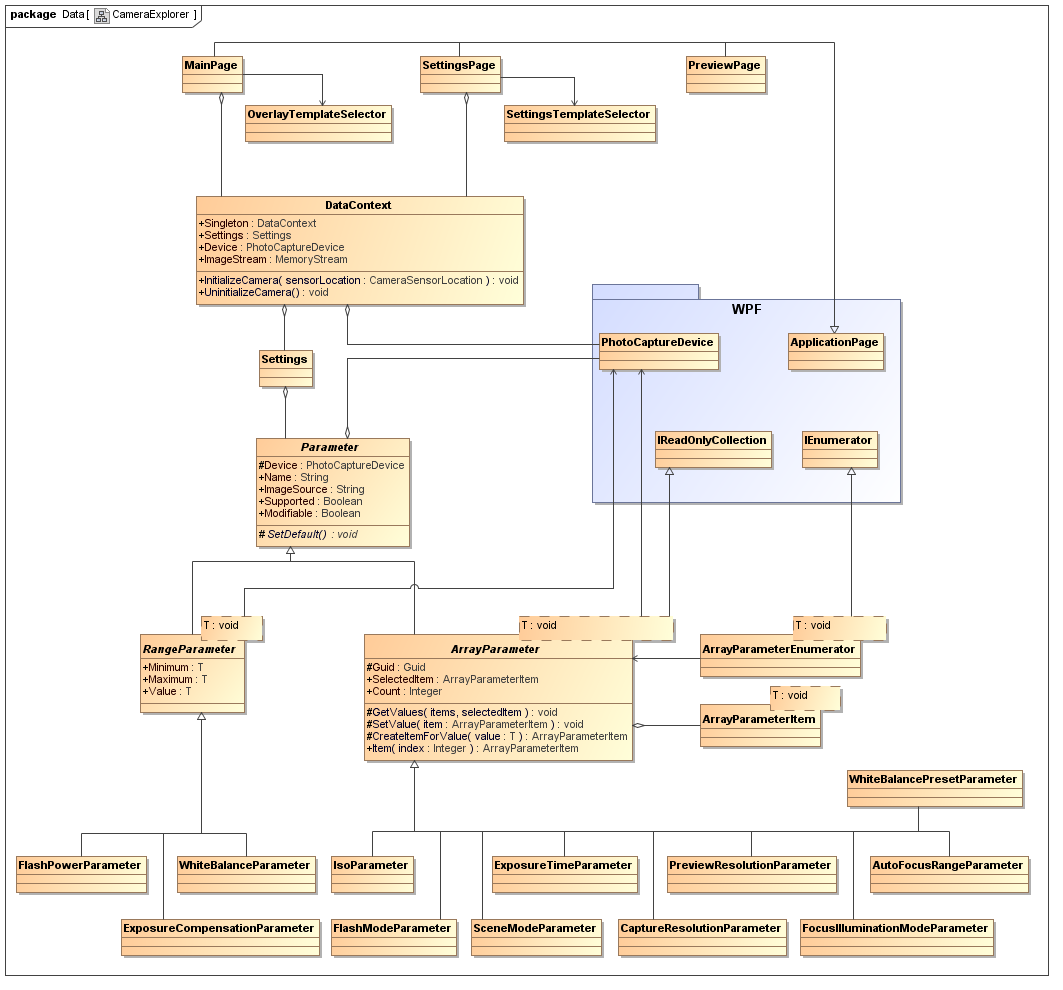 package Data [ CameraExplorer ]
MainPage
SettingsPage
PreviewPage
OverlayTemplateSelector
SettingsTemplateSelector
DataContext
+Singleton : DataContext
+Settings : Settings
+Device : PhotoCaptureDevice
+ImageStream : MemoryStream
+InitializeCamera( sensorLocation : CameraSensorLocation ) : void
+UninitializeCamera() : void
WPF
PhotoCaptureDevice
ApplicationPage
Settings
IReadOnlyCollection
IEnumerator
Parameter
#Device : PhotoCaptureDevice
+Name : String
+ImageSource : String
+Supported : Boolean
+Modifiable : Boolean
# SetDefault() : void
T : void
RangeParameter
+Minimum : T
+Maximum : T
+Value : T
T : void
ArrayParameter
#Guid : Guid
+SelectedItem : ArrayParameterItem
+Count : Integer
#GetValues( items, selectedItem ) : void
#SetValue( item : ArrayParameterItem ) : void
#CreateItemForValue( value : T ) : ArrayParameterItem
+Item( index : Integer ) : ArrayParameterItem
T : void
ArrayParameterEnumerator
T : void
ArrayParameterItem
WhiteBalancePresetParameter
FlashPowerParameter
WhiteBalanceParameter
IsoParameter
ExposureTimeParameter
PreviewResolutionParameter
AutoFocusRangeParameter
ExposureCompensationParameter
FlashModeParameter
SceneModeParameter
CaptureResolutionParameter
FocusIlluminationModeParameter